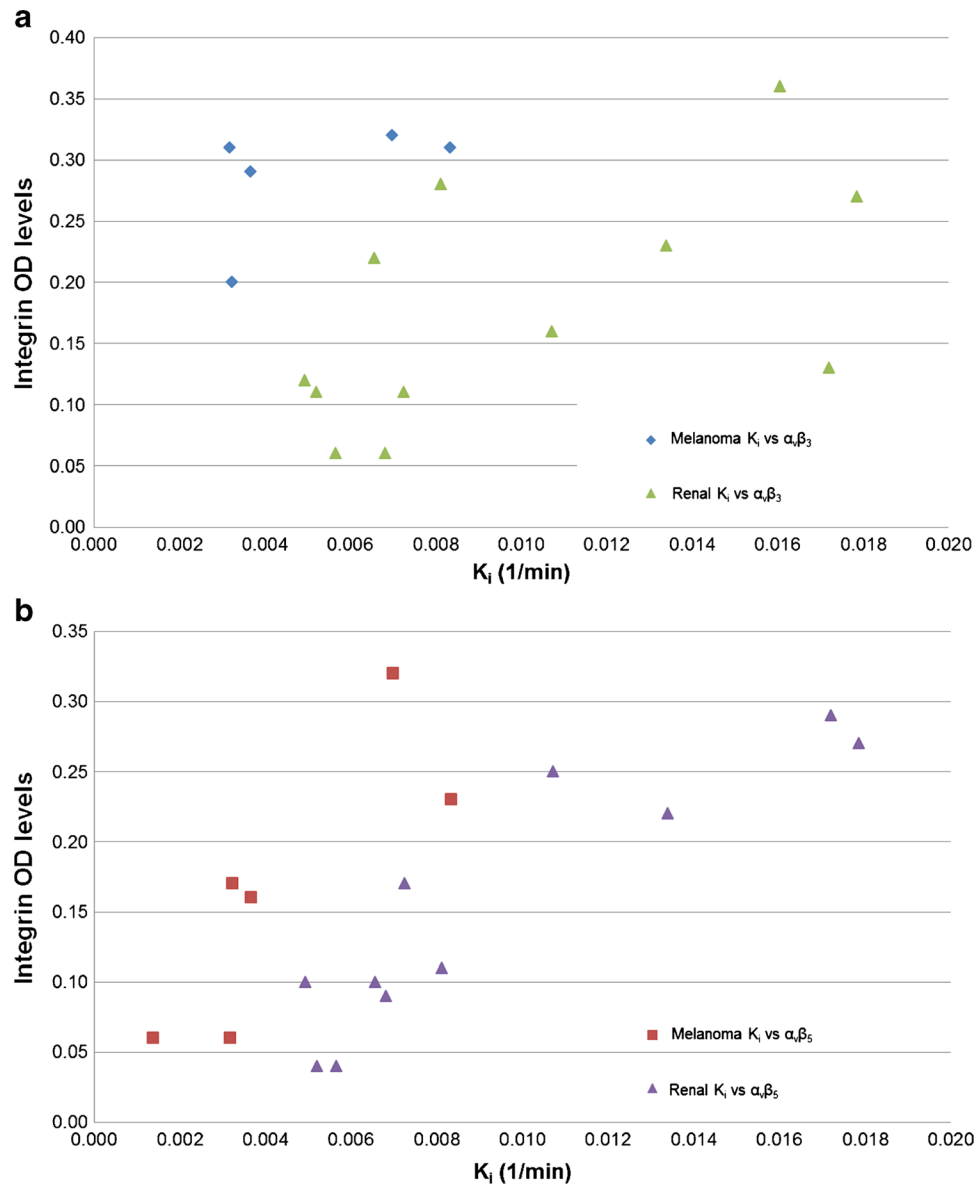 a
0.40
0.35
0.30
0.25
0.20
0.15
0.10
0.05
0.00
Integrin OD levels
Melanoma Kᵢ vs αᵥβ₃
Renal Kᵢ vs αᵥβ₃
0.000 0.002 0.004 0.006 0.008 0.010 0.012 0.014 0.016 0.018 0.020
Kᵢ (1/min)
b
0.35
0.30
0.25
0.20
0.15
0.10
0.05
0.00
Integrin OD levels
Melanoma Kᵢ vs αᵥβ₅
Renal Kᵢ vs αᵥβ₅
0.000 0.002 0.004 0.006 0.008 0.010 0.012 0.014 0.016 0.018 0.020
Kᵢ (1/min)